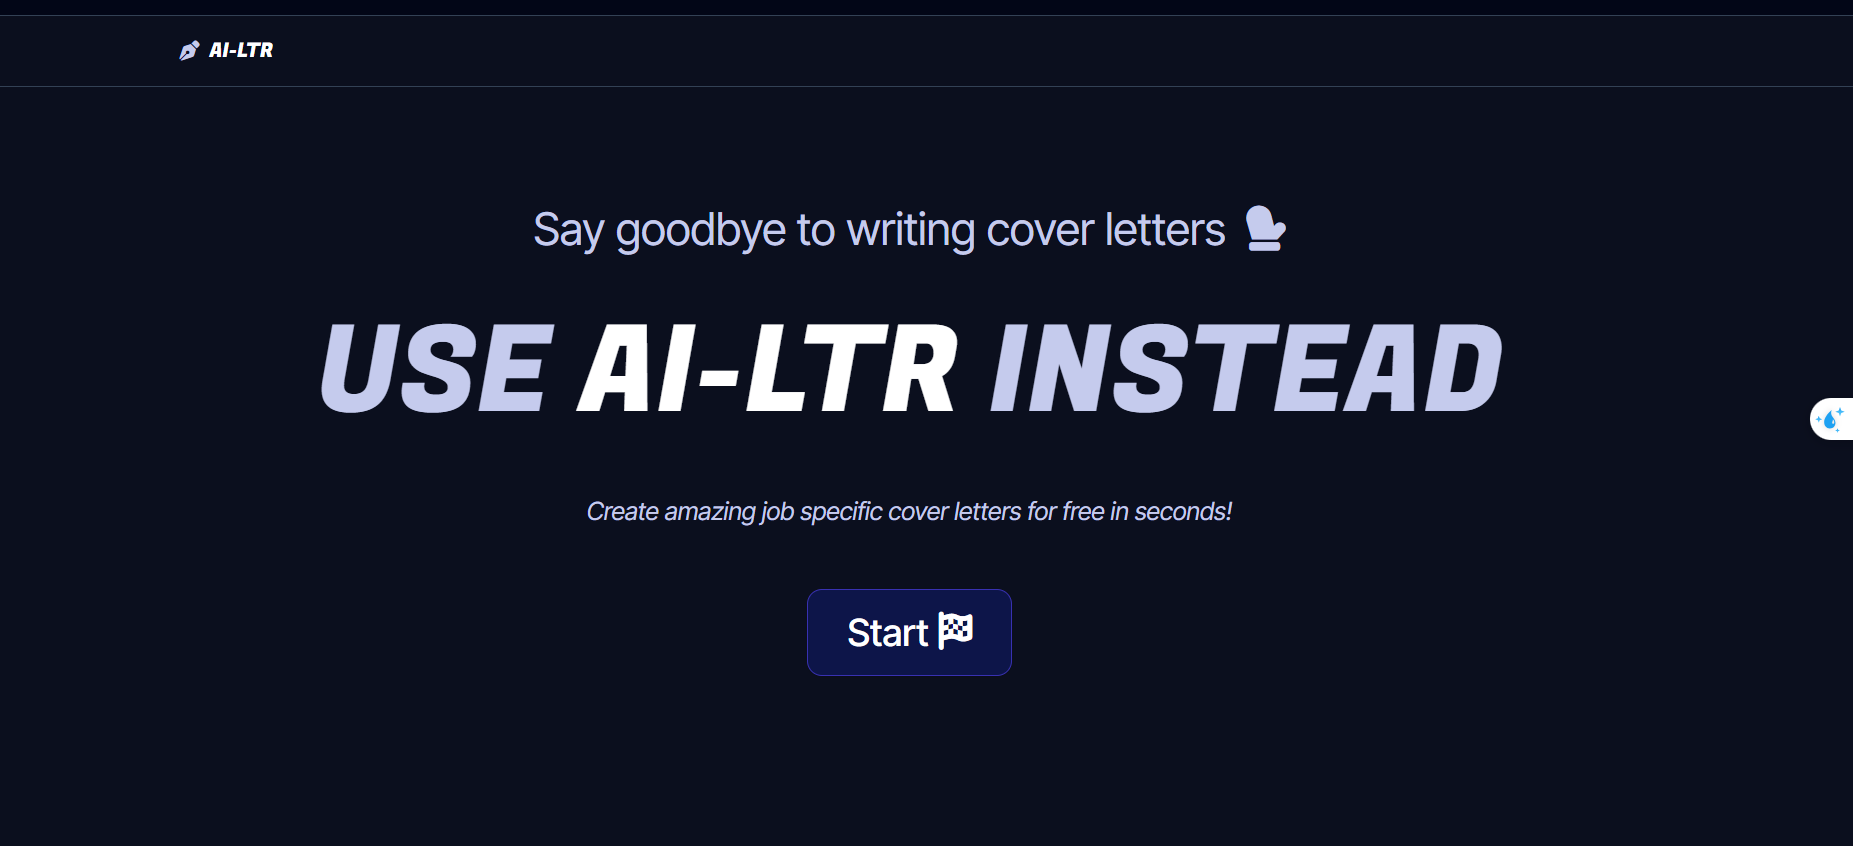 AI-LTR
Say goodbye to writing cover letters
USE AI-LTR INSTEAD
Create amazing job specific cover letters for free in seconds!
Start